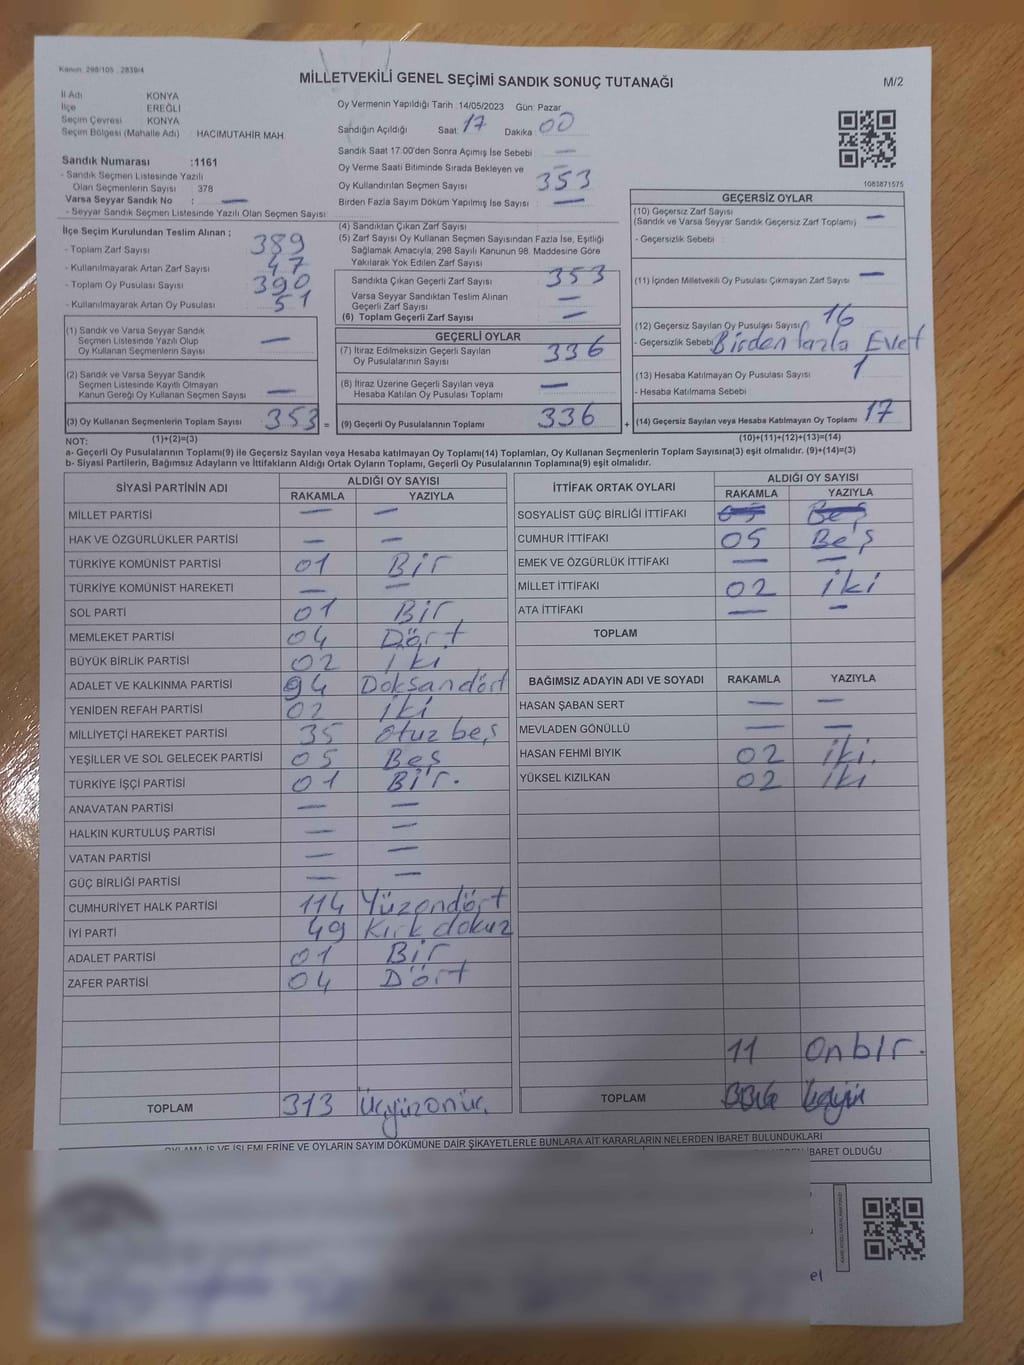 Kanun: 298/105 : 2839/4
MİLLETVEKİLİ GENEL SEÇİMİ SANDIK SONUÇ TUTANAĞI
M/2
İl Adı KONYA
İlçe EREĞLİ
Seçim Çevresi KONYA
Seçim Bölgesi (Mahalle Adı) : HACIMUTAHİR MAH.
Sandık Numarası :1161
- Sandık Seçmen Listesinde Yazılı
Olan Seçmenlerin Sayısı : 378
Varsa Seyyar Sandık No : —
- Seyyar Sandık Seçmen Listesinde Yazılı Olan Seçmen Sayısı :
Oy Vermenin Yapıldığı Tarih :14/05/2023 Gün: Pazar
Sandığın Açıldığı Saat: 17 Dakika : 00
Sandık Saat 17:00'den Sonra Açımış İse Sebebi : —
Oy Verme Saati Bitiminde Sırada Bekleyen ve
Oy Kullandırılan Seçmen Sayısı : 353
Birden Fazla Sayım Döküm Yapılmış İse Sayısı : —
1083871575
İlçe Seçim Kurulundan Teslim Alınan ;
- Toplam Zarf Sayısı 389
- Kullanılmayarak Artan Zarf Sayısı 47
- Toplam Oy Pusulası Sayısı 390
- Kullanılmayarak Artan Oy Pusulası 51
(1) Sandık ve Varsa Seyyar Sandık
Seçmen Listesinde Yazılı Olup
Oy Kullanan Seçmenlerin Sayısı —
(2) Sandık ve Varsa Seyyar Sandık
Seçmen Listesinde Kayıtlı Olmayan
Kanun Gereği Oy Kullanan Seçmen Sayısı —
(3) Oy Kullanan Seçmenlerin Toplam Sayısı 353 =
(4) Sandıktan Çıkan Zarf Sayısı :
(5) Zarf Sayısı Oy Kullanan Seçmen Sayısından Fazla İse, Eşitliği
Sağlamak Amacıyla, 298 Sayılı Kanunun 98. Maddesine Göre
Yakılarak Yok Edilen Zarf Sayısı :
Sandıkta Çıkan Geçerli Zarf Sayısı : 353
Varsa Seyyar Sandıktan Teslim Alınan
Geçerli Zarf Sayısı : —
(6) Toplam Geçerli Zarf Sayısı : —
GEÇERLİ OYLAR
(7) İtiraz Edilmeksizin Geçerli Sayılan
Oy Pusulalarının Sayısı : 336
(8) İtiraz Üzerine Geçerli Sayılan veya
Hesaba Katılan Oy Pusulası Toplamı : —
(9) Geçerli Oy Pusulalarının Toplamı : 336 +
GEÇERSİZ OYLAR
(10) Geçersiz Zarf Sayısı :
(Sandık ve Varsa Seyyar Sandık Geçersiz Zarf Toplamı) —
- Geçersizlik Sebebi :
(11) İçinden Milletvekili Oy Pusulası Çıkmayan Zarf Sayısı : —
(12) Geçersiz Sayılan Oy Pusulası Sayısı : 16
- Geçersizlik Sebebi : Birden fazla Evet
(13) Hesaba Katılmayan Oy Pusulası Sayısı : 1
- Hesaba Katılmama Sebebi :
(14) Geçersiz Sayılan veya Hesaba Katılmayan Oy Toplamı : 17
NOT: (1)+(2)=(3) (10)+(11)+(12)+(13)=(14)
a- Geçerli Oy Pusulalarının Toplamı(9) ile Geçersiz Sayılan veya Hesaba Katılmayan Oy Toplamı(14) Toplamları, Oy Kullanan Seçmenlerin Toplam Sayısına(3) eşit olmalıdır. (9)+(14)=(3)
b- Siyasi Partilerin, Bağımsız Adayların ve İttifakların Aldığı Ortak Oyların Toplamı, Geçerli Oy Pusulalarının Toplamına(9) eşit olmalıdır.
SİYASİ PARTİNİN ADI ALDIĞI OY SAYISI
RAKAMLA YAZIYLA
MİLLET PARTİSİ — —
HAK VE ÖZGÜRLÜKLER PARTİSİ — —
TÜRKİYE KOMÜNİST PARTİSİ 01 Bir
TÜRKİYE KOMÜNİST HAREKETİ — —
SOL PARTİ 01 Bir
MEMLEKET PARTİSİ 04 Dört
BÜYÜK BİRLİK PARTİSİ 02 iki
ADALET VE KALKINMA PARTİSİ 94 Doksandört
YENİDEN REFAH PARTİSİ 02 iki
MİLLİYETÇİ HAREKET PARTİSİ 35 otuz beş
YEŞİLLER VE SOL GELECEK PARTİSİ 05 Beş
TÜRKİYE İŞÇİ PARTİSİ 01 Bir.
ANAVATAN PARTİSİ — —
HALKIN KURTULUŞ PARTİSİ — —
VATAN PARTİSİ — —
GÜÇ BİRLİĞİ PARTİSİ — —
CUMHURİYET HALK PARTİSİ 114 Yüzondört
İYİ PARTİ 49 Kırk dokuz
ADALET PARTİSİ 01 Bir
ZAFER PARTİSİ 04 Dört
TOPLAM 313
İTTİFAK ORTAK OYLARI ALDIĞI OY SAYISI
RAKAMLA YAZIYLA
SOSYALİST GÜÇ BİRLİĞİ İTTİFAKI 05 Beş
CUMHUR İTTİFAKI 05 Beş
EMEK VE ÖZGÜRLÜK İTTİFAKI — —
MİLLET İTTİFAKI 02 iki
ATA İTTİFAKI — —
TOPLAM
BAĞIMSIZ ADAYIN ADI VE SOYADI RAKAMLA YAZIYLA
HASAN ŞABAN SERT — —
MEVLADEN GÖNÜLLÜ — —
HASAN FEHMİ BIYIK 02 iki.
YÜKSEL KIZILKAN 02 iki
11 Onbir.
TOPLAM
OYLAMA İŞ VE İŞLEMLERİNE VE OYLARIN SAYIM DÖKÜMÜNE DAİR ŞİKAYETLERLE BUNLARA AİT KARARLARIN NELERDEN İBARET BULUNDUKLARI
İBARET OLDUĞU
el